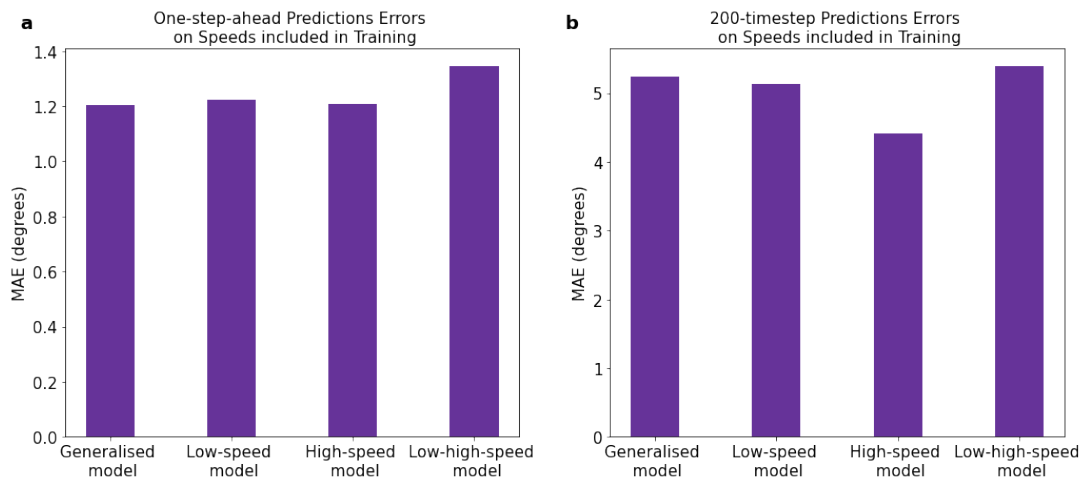 a
One-step-ahead Predictions Errors
on Speeds included in Training
MAE (degrees)
1.4
1.2
1.0
0.8
0.6
0.4
0.2
0.0
Generalised model
Low-speed model
High-speed model
Low-high-speed model
b
200-timestep Predictions Errors
on Speeds included in Training
MAE (degrees)
5
4
3
2
1
0
Generalised model
Low-speed model
High-speed model
Low-high-speed model